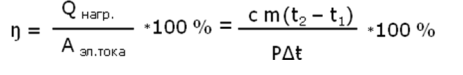 ŋ = Q нагр. / A эл.тока *100 % = c m(t₂ – t₁) / PΔt *100 %